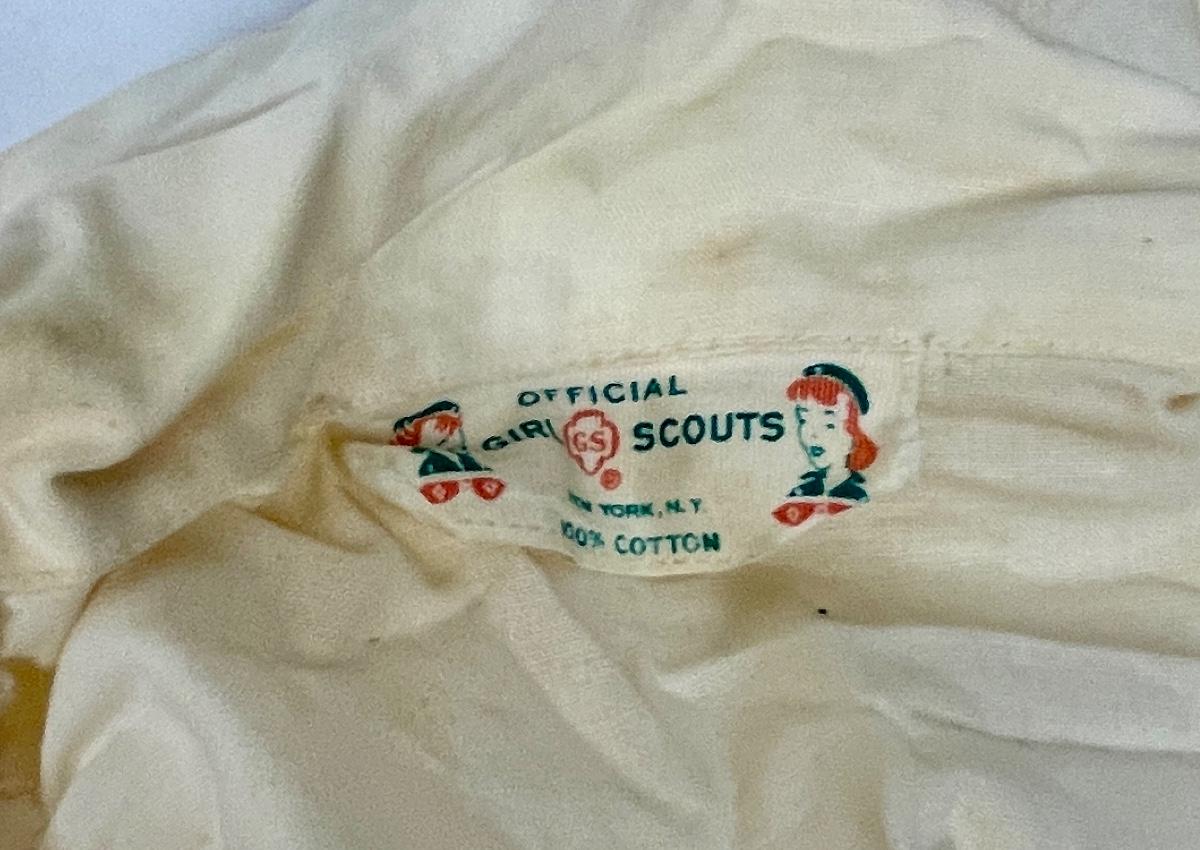 OFFICIAL
GIRL GS SCOUTS
NEW YORK, N.Y.
100% COTTON